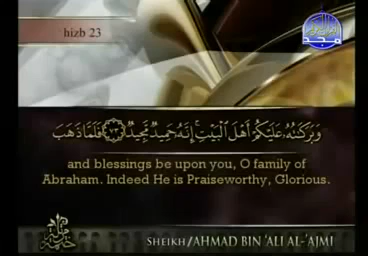 hizb 23
وَبَرَكَٰتُهُۥ عَلَيْكُمْ أَهْلَ ٱلْبَيْتِ ۚ إِنَّهُۥ حَمِيدٌ مَّجِيدٌ ﴿٧٣﴾ فَلَمَّا ذَهَبَ
and blessings be upon you, O family of
Abraham. Indeed He is Praiseworthy, Glorious.
SHEIKH/AHMAD BIN 'ALI AL-'AJMI